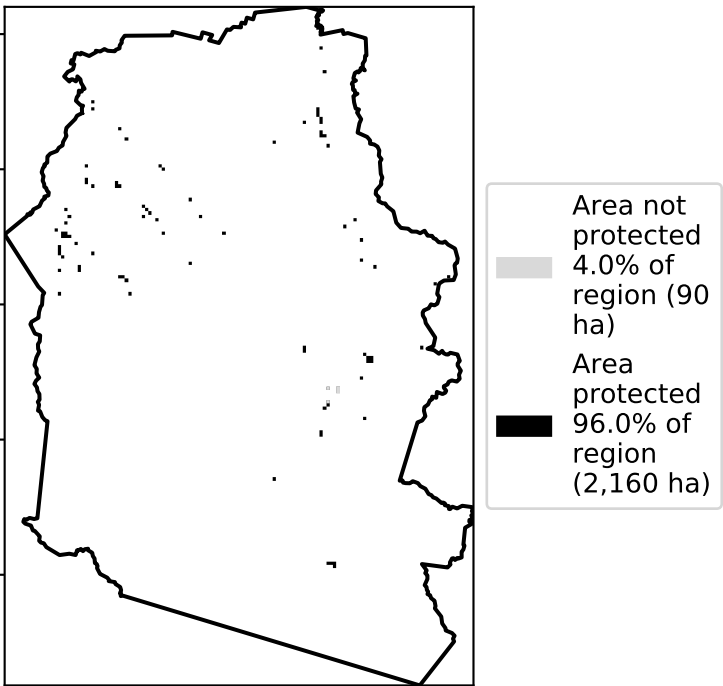 Area not
protected
4.0% of
region (90
ha)
Area
protected
96.0% of
region
(2,160 ha)